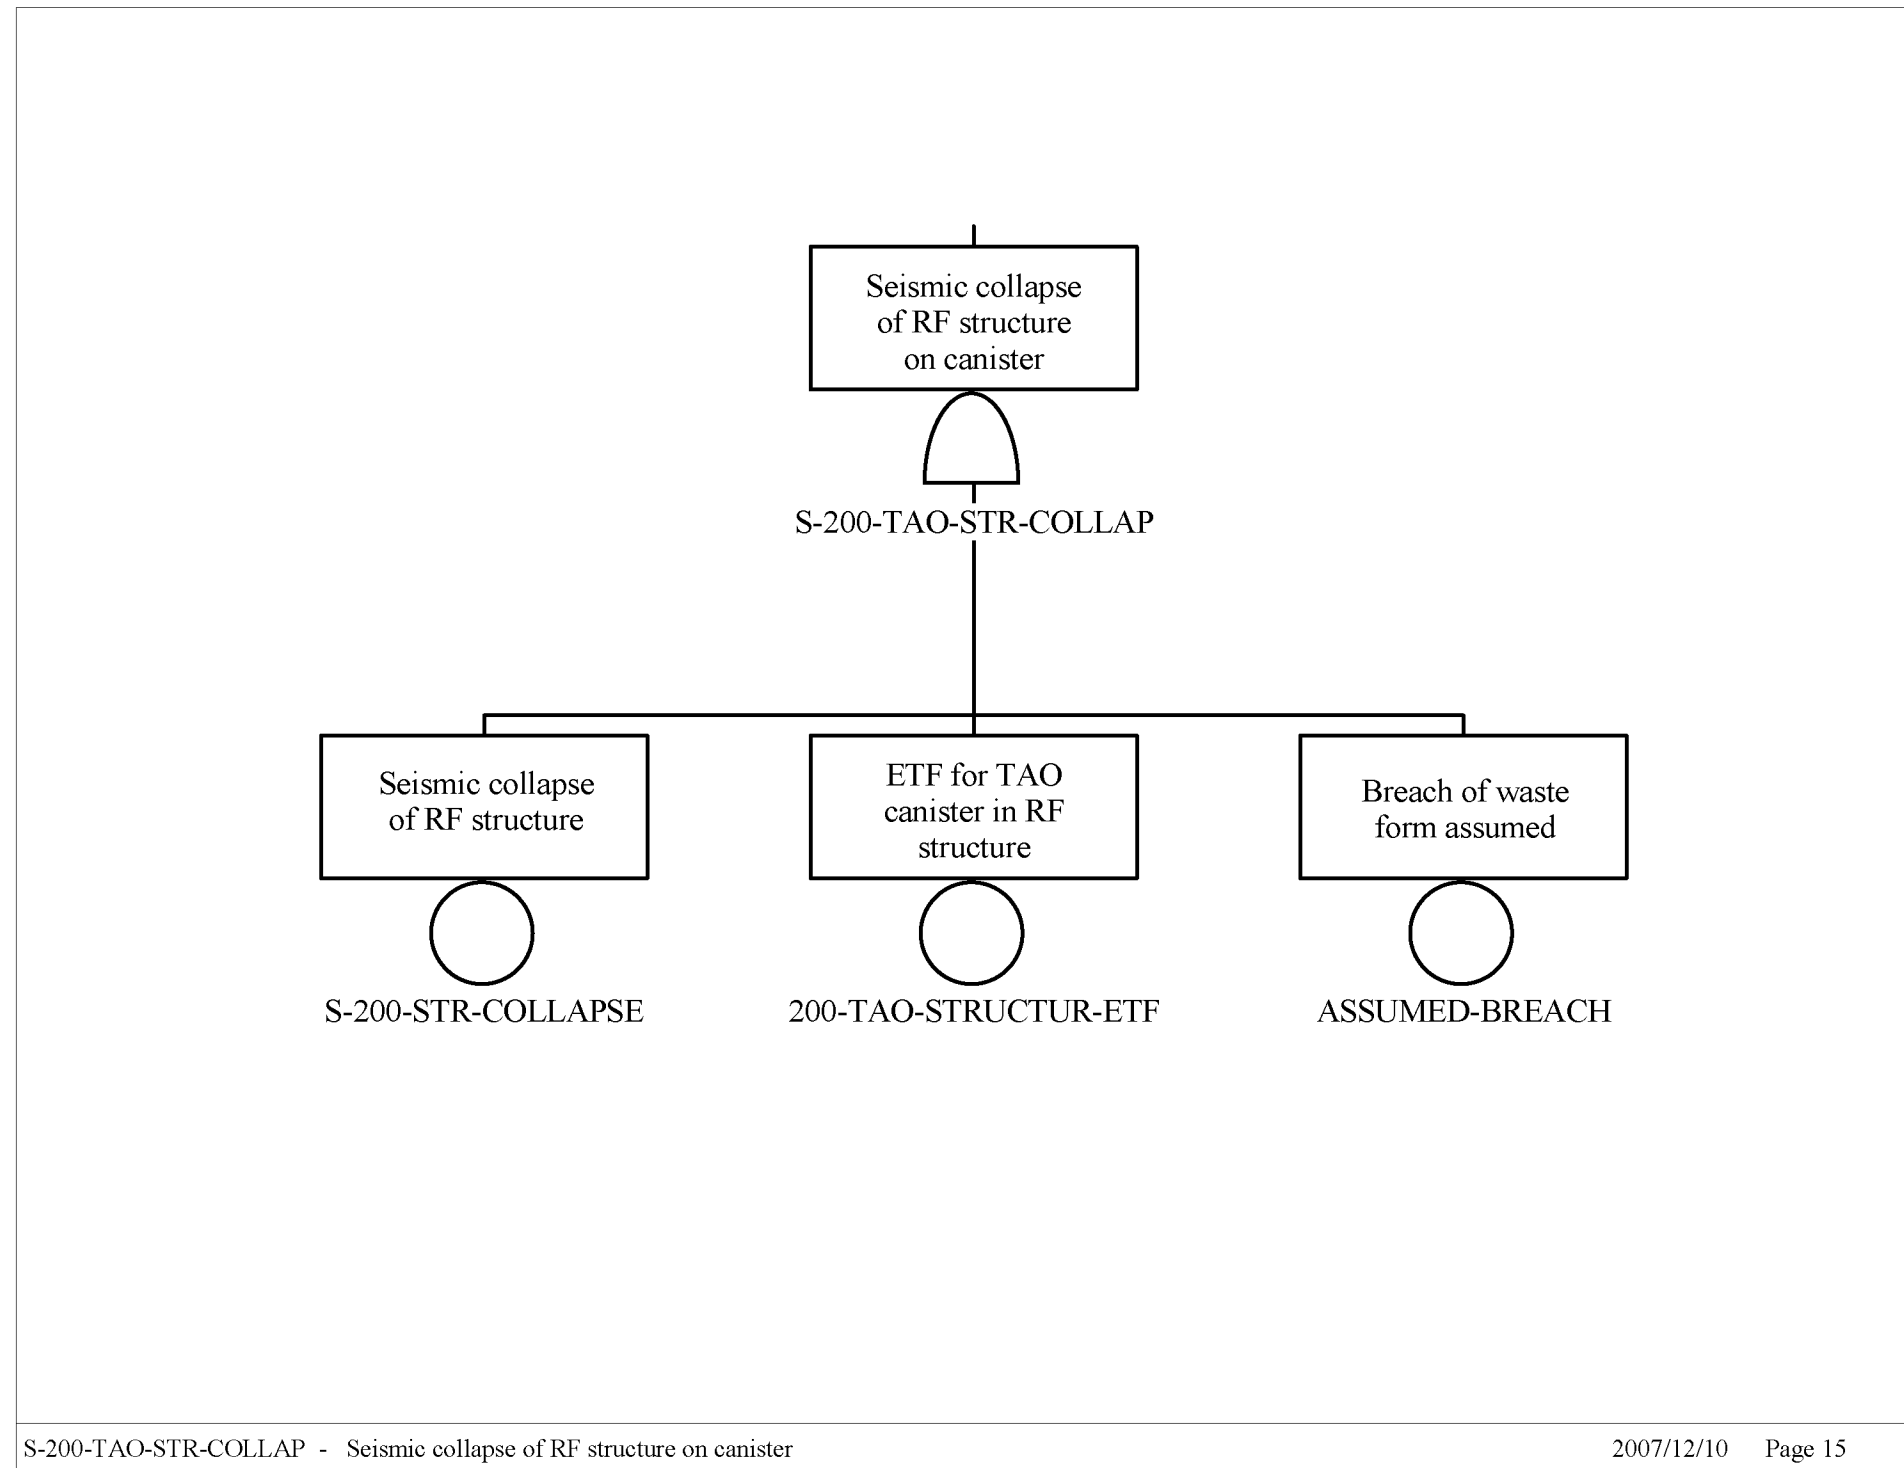 Seismic collapse
of RF structure
on canister
S-200-TAO-STR-COLLAP
Seismic collapse
of RF structure
ETF for TAO
canister in RF
structure
Breach of waste
form assumed
S-200-STR-COLLAPSE
200-TAO-STRUCTUR-ETF
ASSUMED-BREACH
S-200-TAO-STR-COLLAP - Seismic collapse of RF structure on canister
2007/12/10 Page 15